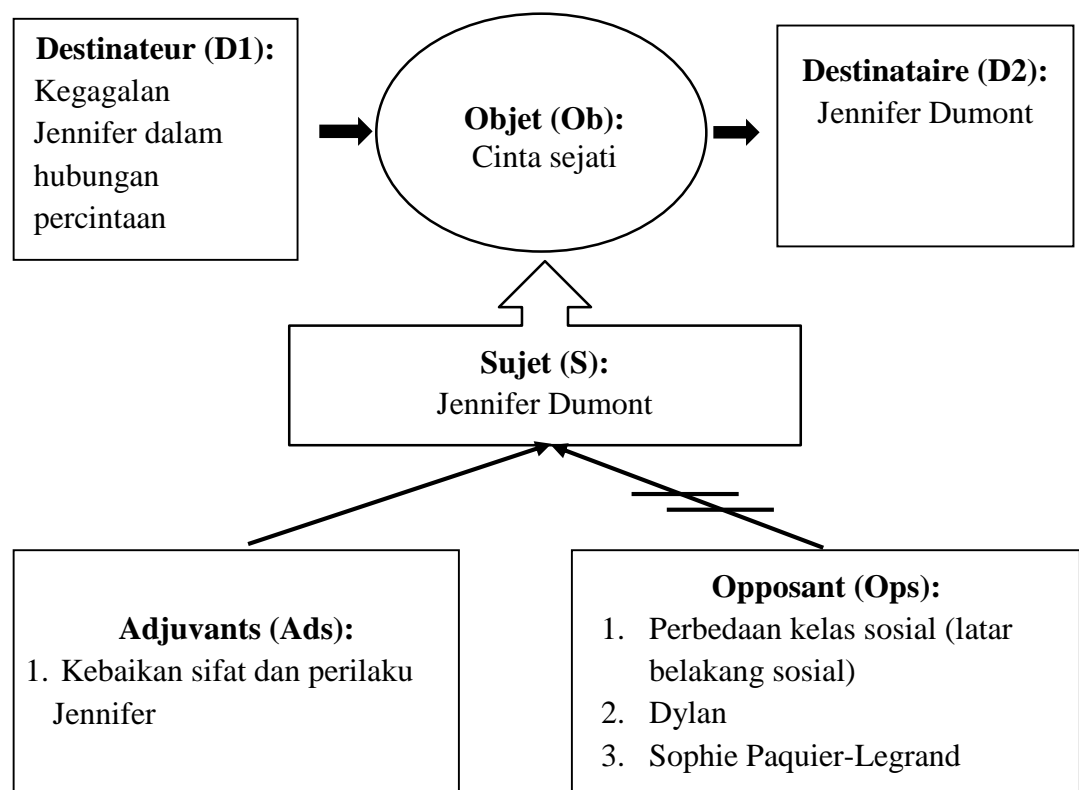 Destinateur (D1):
Kegagalan
Jennifer dalam
hubungan
percintaan
Objet (Ob):
Cinta sejati
Destinataire (D2):
Jennifer Dumont
Sujet (S):
Jennifer Dumont
Adjuvants (Ads):
1. Kebaikan sifat dan perilaku
Jennifer
Opposant (Ops):
1. Perbedaan kelas sosial (latar
belakang sosial)
2. Dylan
3. Sophie Paquier-Legrand